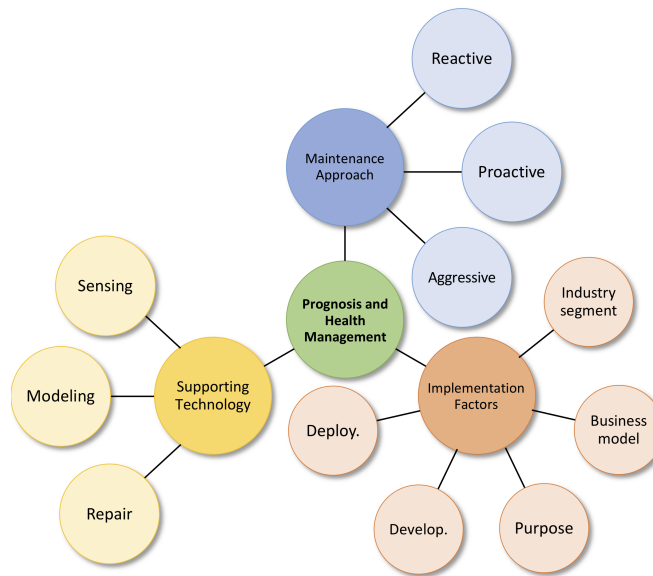 Reactive
Maintenance
Approach
Proactive
Aggressive
Sensing
Prognosis and
Health
Management
Industry
segment
Modeling
Supporting
Technology
Implementation
Factors
Deploy.
Business
model
Repair
Develop.
Purpose